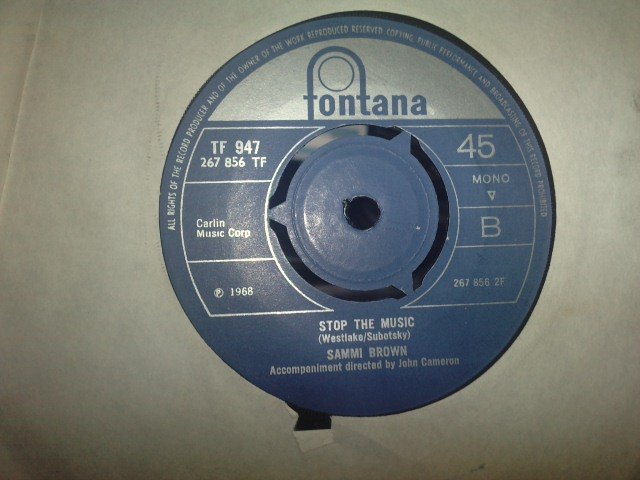 ALL RIGHTS OF THE RECORD PRODUCER AND OF THE OWNER OF THE WORK REPRODUCED RESERVED. COPYING, PUBLIC PERFORMANCE AND BROADCASTING OF THIS RECORD PROHIBITED
fontana
TF 947
267 856 TF
45
MONO
B
Carlin
Music Corp.
℗ 1968
267 856 2F
STOP THE MUSIC
(Westlake/Subotsky)
SAMMI BROWN
Accompaniment directed by John Cameron